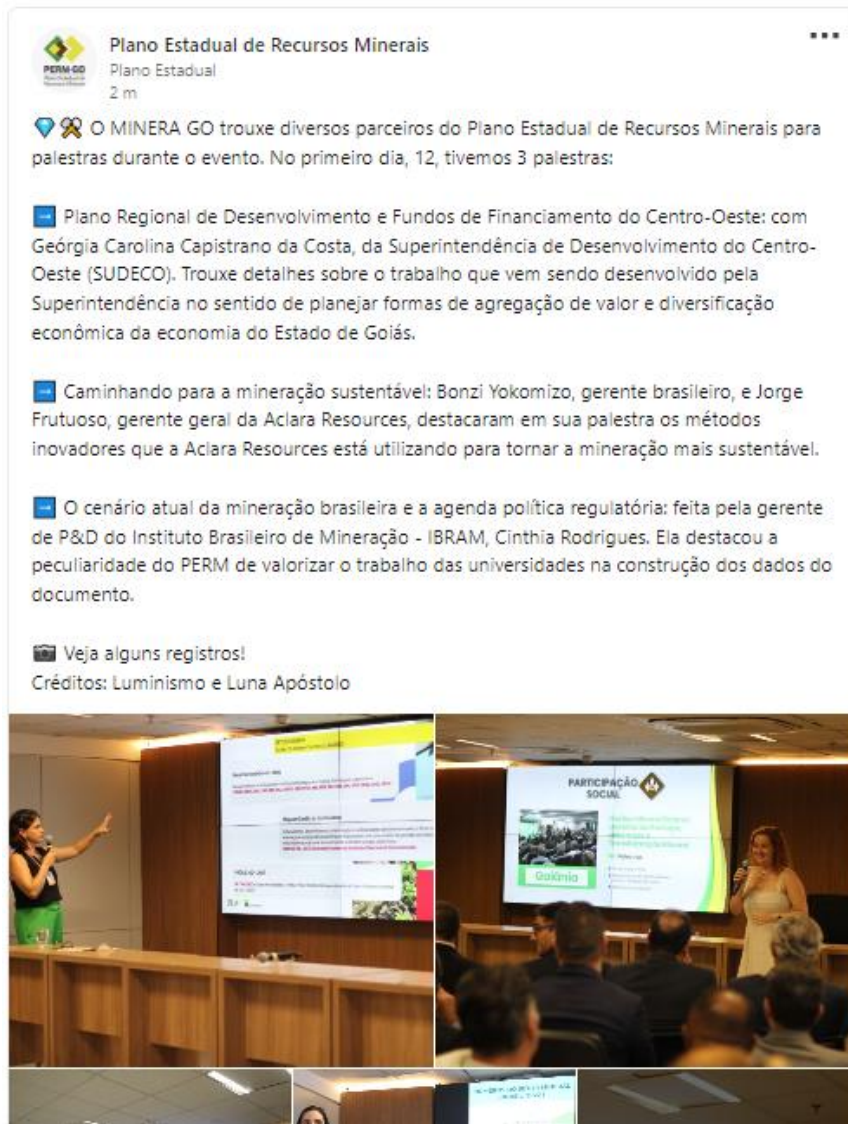 Plano Estadual de Recursos Minerais
PERM-GO
Plano Estadual
2 m
💎⚒️ O MINERA GO trouxe diversos parceiros do Plano Estadual de Recursos Minerais para
palestras durante o evento. No primeiro dia, 12, tivemos 3 palestras:
➡️ Plano Regional de Desenvolvimento e Fundos de Financiamento do Centro-Oeste: com
Geórgia Carolina Capistrano da Costa, da Superintendência de Desenvolvimento do Centro-
Oeste (SUDECO). Trouxe detalhes sobre o trabalho que vem sendo desenvolvido pela
Superintendência no sentido de planejar formas de agregação de valor e diversificação
econômica da economia do Estado de Goiás.
➡️ Caminhando para a mineração sustentável: Bonzi Yokomizo, gerente brasileiro, e Jorge
Frutuoso, gerente geral da Aclara Resources, destacaram em sua palestra os métodos
inovadores que a Aclara Resources está utilizando para tornar a mineração mais sustentável.
➡️ O cenário atual da mineração brasileira e a agenda política regulatória: feita pela gerente
de P&D do Instituto Brasileiro de Mineração - IBRAM, Cinthia Rodrigues. Ela destacou a
peculiaridade do PERM de valorizar o trabalho das universidades na construção dos dados do
documento.
📷 Veja alguns registros!
Créditos: Luminismo e Luna Apóstolo
PARTICIPAÇÃO
SOCIAL
Goiânia